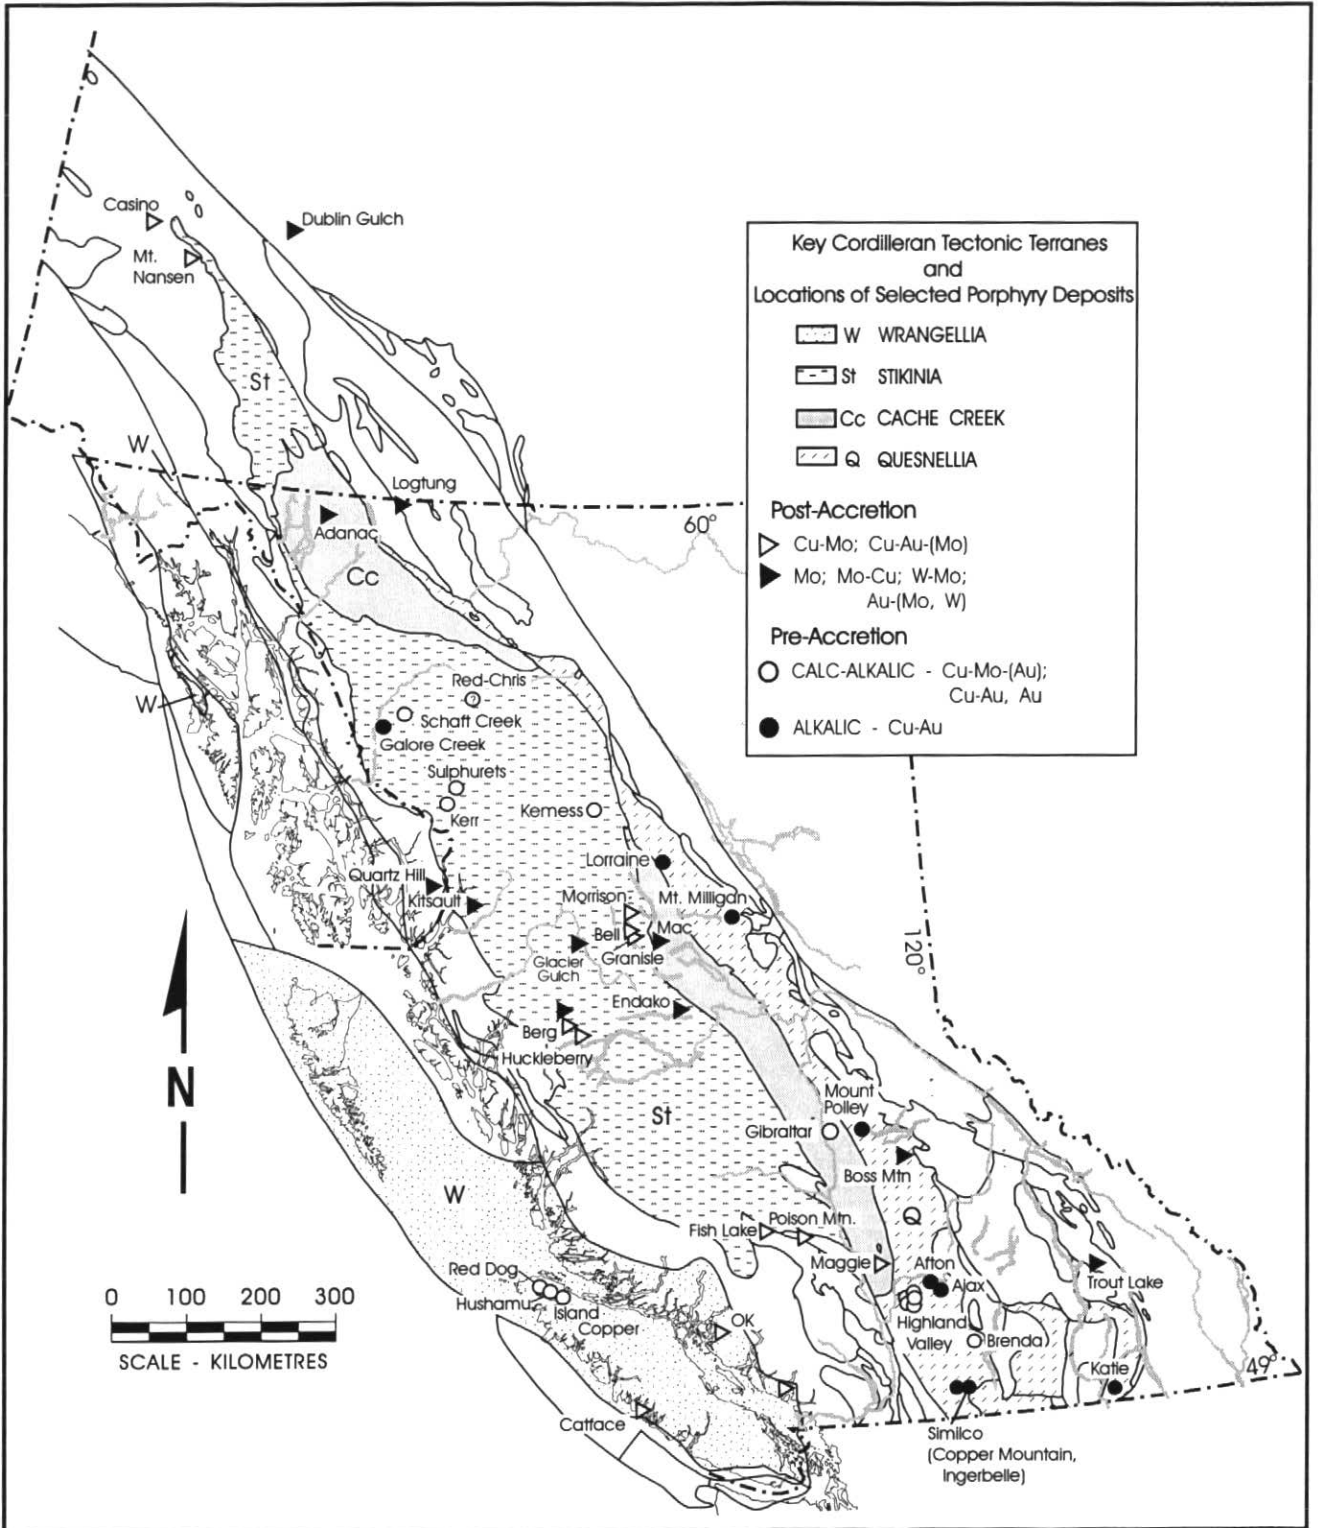 Casino
Dublin Gulch
Mt.
Nansen
Key Cordilleran Tectonic Terranes
and
Locations of Selected Porphyry Deposits
W WRANGELLIA
St STIKINIA
Cc CACHE CREEK
Q QUESNELLIA
Post-Accretion
Cu-Mo; Cu-Au-(Mo)
Mo; Mo-Cu; W-Mo;
Au-(Mo, W)
Pre-Accretion
CALC-ALKALIC - Cu-Mo-(Au);
Cu-Au, Au
ALKALIC - Cu-Au
St
W
Logtung
60°
Adanac
Cc
Red-Chris
?
W
Schaft Creek
Galore Creek
Sulphurets
Kerr
Kemess
Lorraine
Quartz Hill
Kitsault
Morrison
Mt. Milligan
Bell
Mac
Granisle
Glacier
Gulch
120°
Endako
Berg
Huckleberry
N
St
Mount
Polley
Gibraltar
Boss Mtn
W
Q
Fish Lake
Poison Mtn.
Maggie
Afton
Ajax
Trout Lake
Red Dog
Hushamu
Island
Copper
OK
Highland
Valley
Brenda
Katie
49°
0 100 200 300
SCALE - KILOMETRES
Catface
Similco
(Copper Mountain,
Ingerbelle)